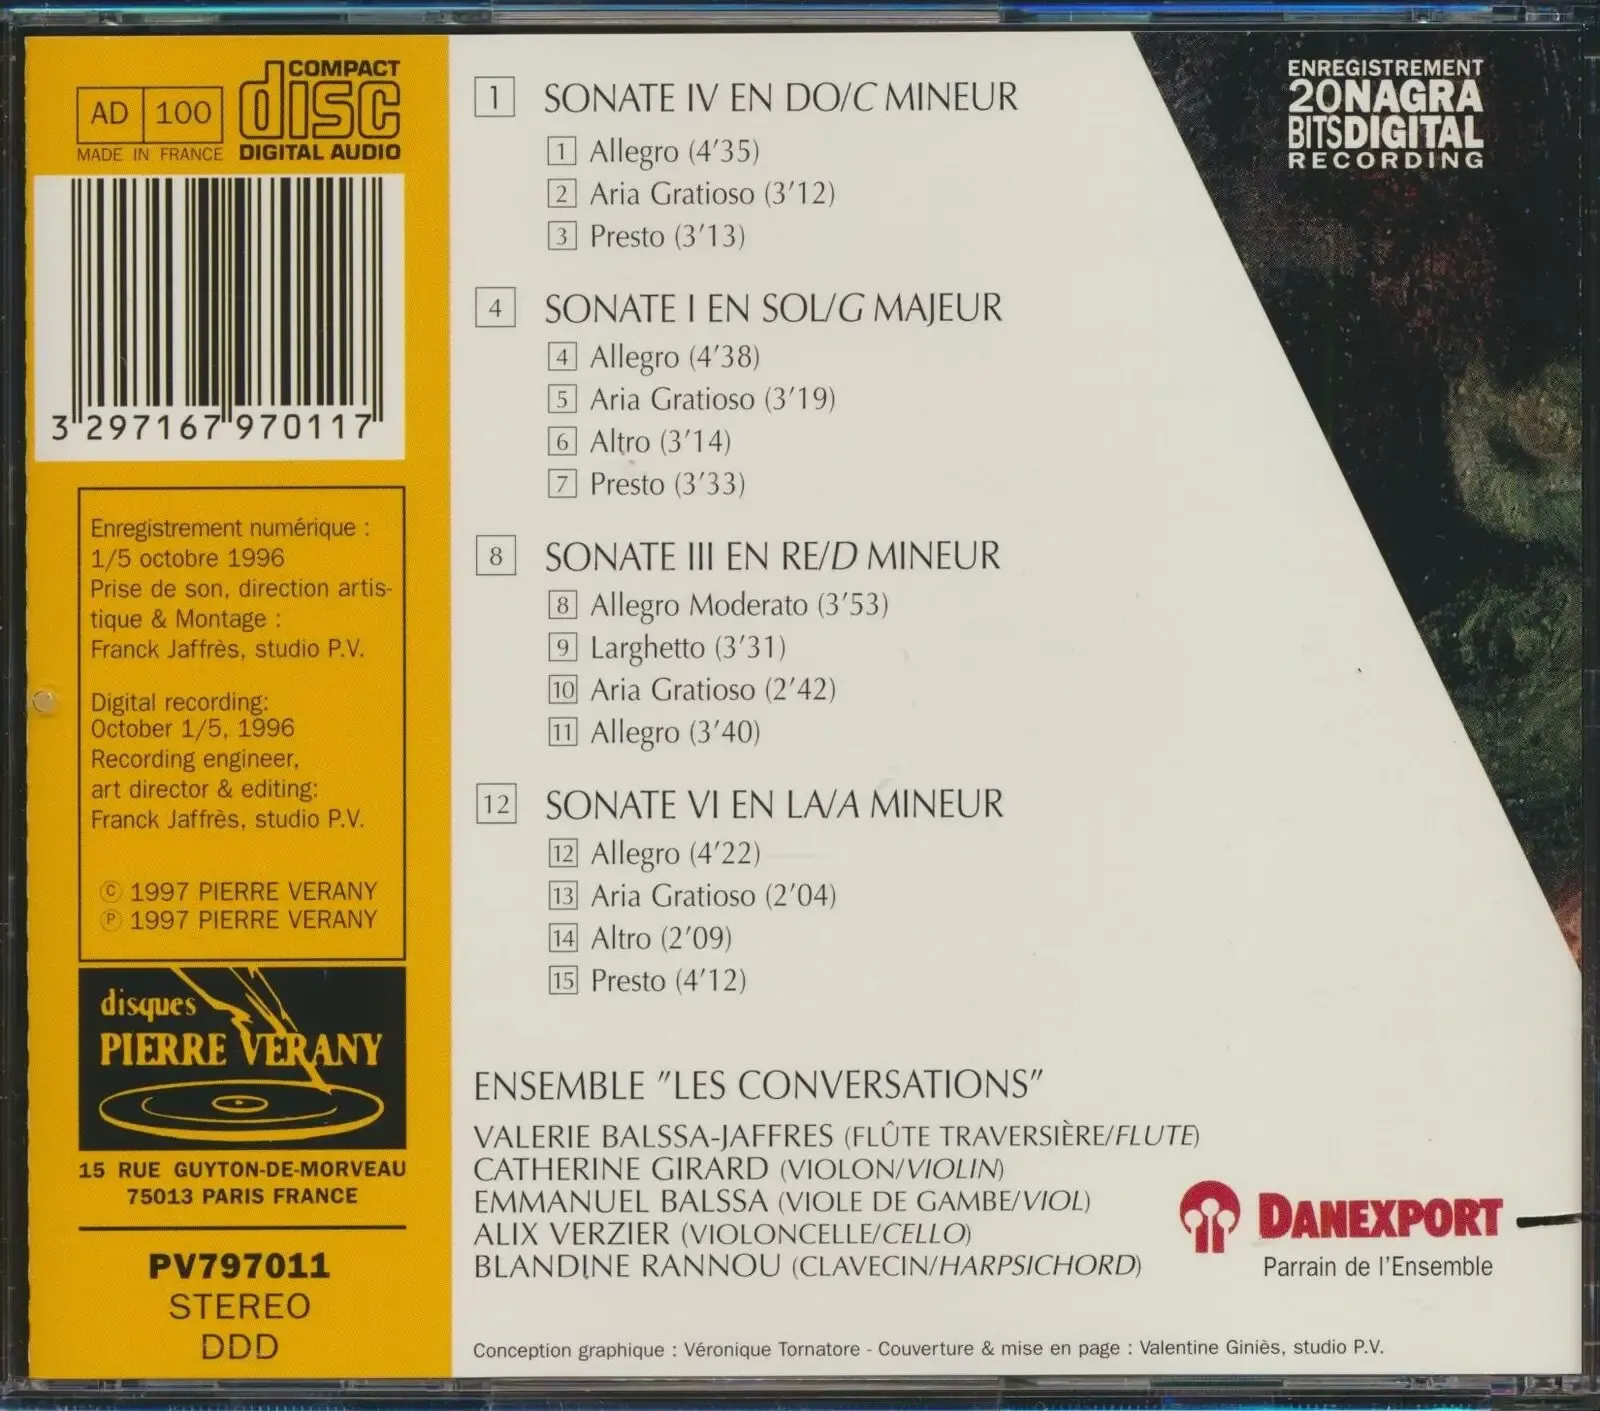 AD 100
MADE IN FRANCE
COMPACT
disc
DIGITAL AUDIO
3 297167 970117
Enregistrement numérique :
1/5 octobre 1996
Prise de son, direction artis-
tique & Montage :
Franck Jaffrès, studio P.V.
Digital recording:
October 1/5, 1996
Recording engineer,
art director & editing:
Franck Jaffrès, studio P.V.
© 1997 PIERRE VERANY
℗ 1997 PIERRE VERANY
disques
PIERRE VERANY
15 RUE GUYTON-DE-MORVEAU
75013 PARIS FRANCE
PV797011
STEREO
DDD
1 SONATE IV EN DO/C MINEUR
1 Allegro (4'35)
2 Aria Gratioso (3'12)
3 Presto (3'13)
4 SONATE I EN SOL/G MAJEUR
4 Allegro (4'38)
5 Aria Gratioso (3'19)
6 Altro (3'14)
7 Presto (3'33)
8 SONATE III EN RE/D MINEUR
8 Allegro Moderato (3'53)
9 Larghetto (3'31)
10 Aria Gratioso (2'42)
11 Allegro (3'40)
12 SONATE VI EN LA/A MINEUR
12 Allegro (4'22)
13 Aria Gratioso (2'04)
14 Altro (2'09)
15 Presto (4'12)
ENSEMBLE "LES CONVERSATIONS"
VALERIE BALSSA-JAFFRES (FLÛTE TRAVERSIÈRE/FLUTE)
CATHERINE GIRARD (VIOLON/VIOLIN)
EMMANUEL BALSSA (VIOLE DE GAMBE/VIOL)
ALIX VERZIER (VIOLONCELLE/CELLO)
BLANDINE RANNOU (CLAVECIN/HARPSICHORD)
Conception graphique : Véronique Tornatore - Couverture & mise en page : Valentine Giniès, studio P.V.
ENREGISTREMENT
20NAGRA
BITSDIGITAL
RECORDING
DANEXPORT
Parrain de l'Ensemble